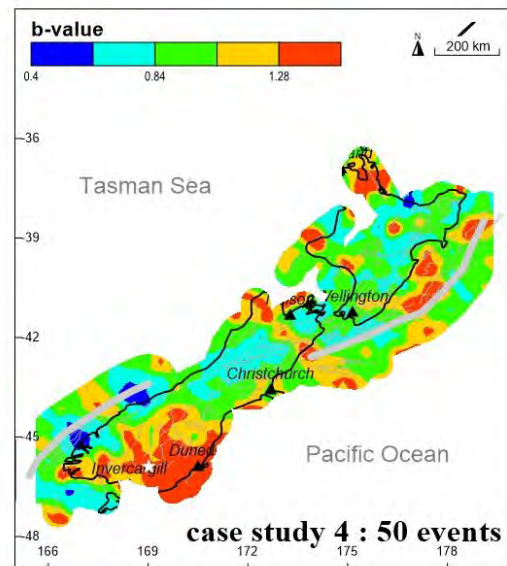 b-value
0.4 0.84 1.28
N
200 km
-36
-39
-42
-45
-48
Tasman Sea
Wellington
Christchurch
Duned
Invercargill
Pacific Ocean
case study 4 : 50 events
166 169 172 175 178